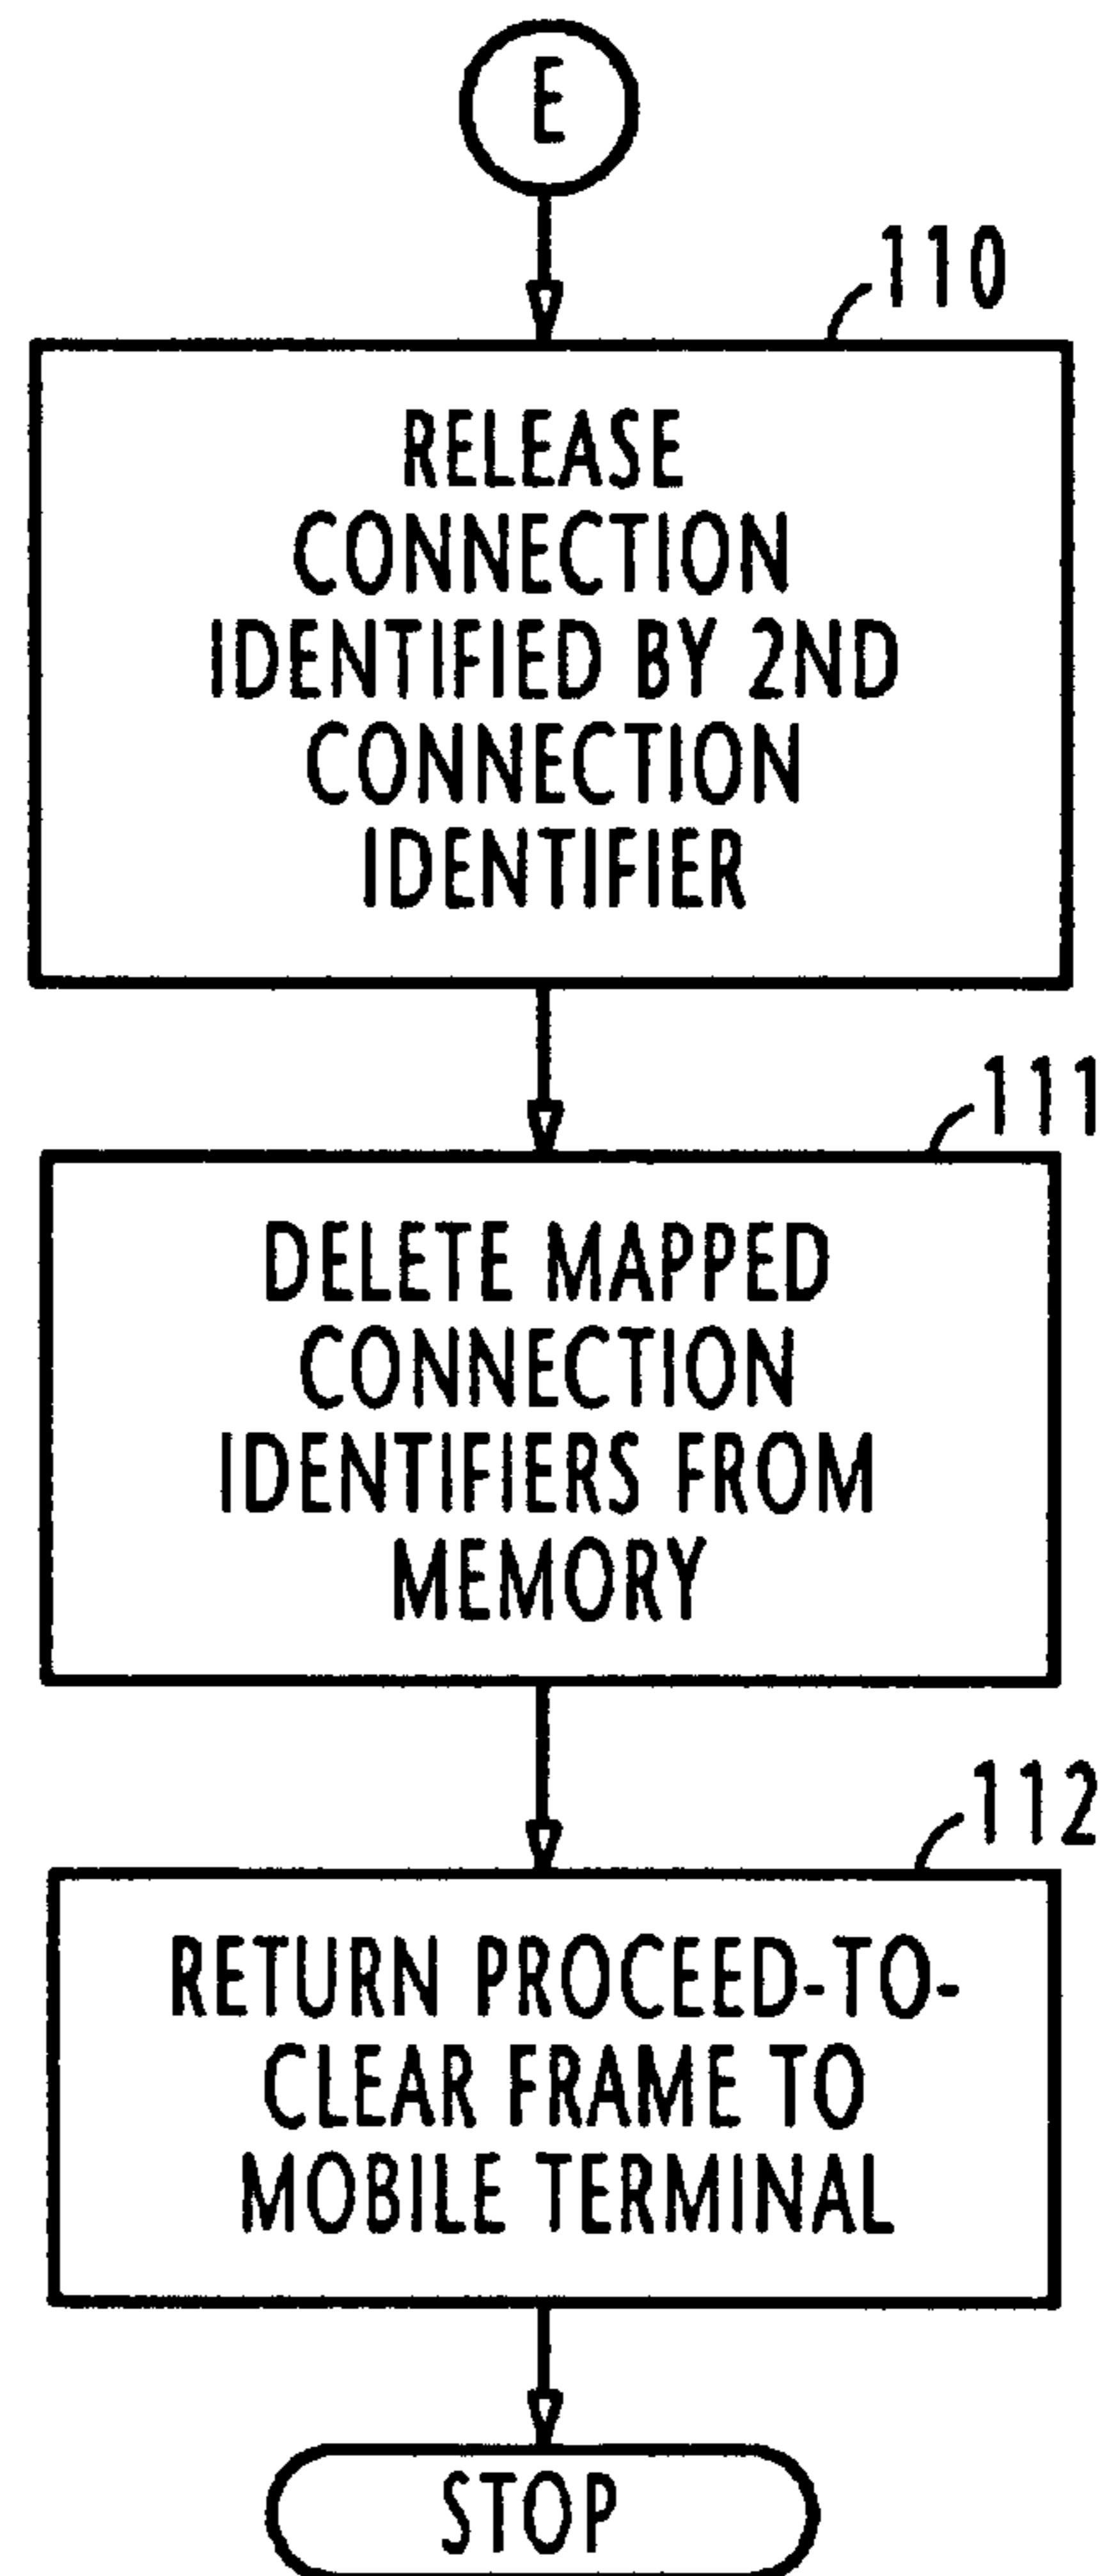 E
110
RELEASE
CONNECTION
IDENTIFIED BY 2ND
CONNECTION
IDENTIFIER
111
DELETE MAPPED
CONNECTION
IDENTIFIERS FROM
MEMORY
112
RETURN PROCEED-TO-
CLEAR FRAME TO
MOBILE TERMINAL
STOP